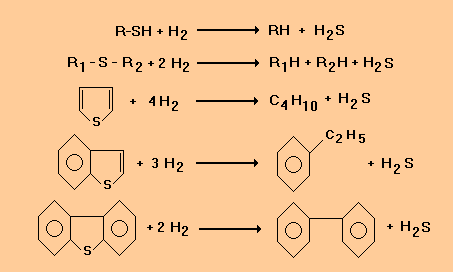 R-SH + H₂ → RH + H₂S
R₁-S-R₂ + 2 H₂ → R₁H + R₂H + H₂S
S + 4H₂ → C₄H₁₀ + H₂S
S + 3 H₂ → C₂H₅ + H₂S
S + 2 H₂ → + H₂S